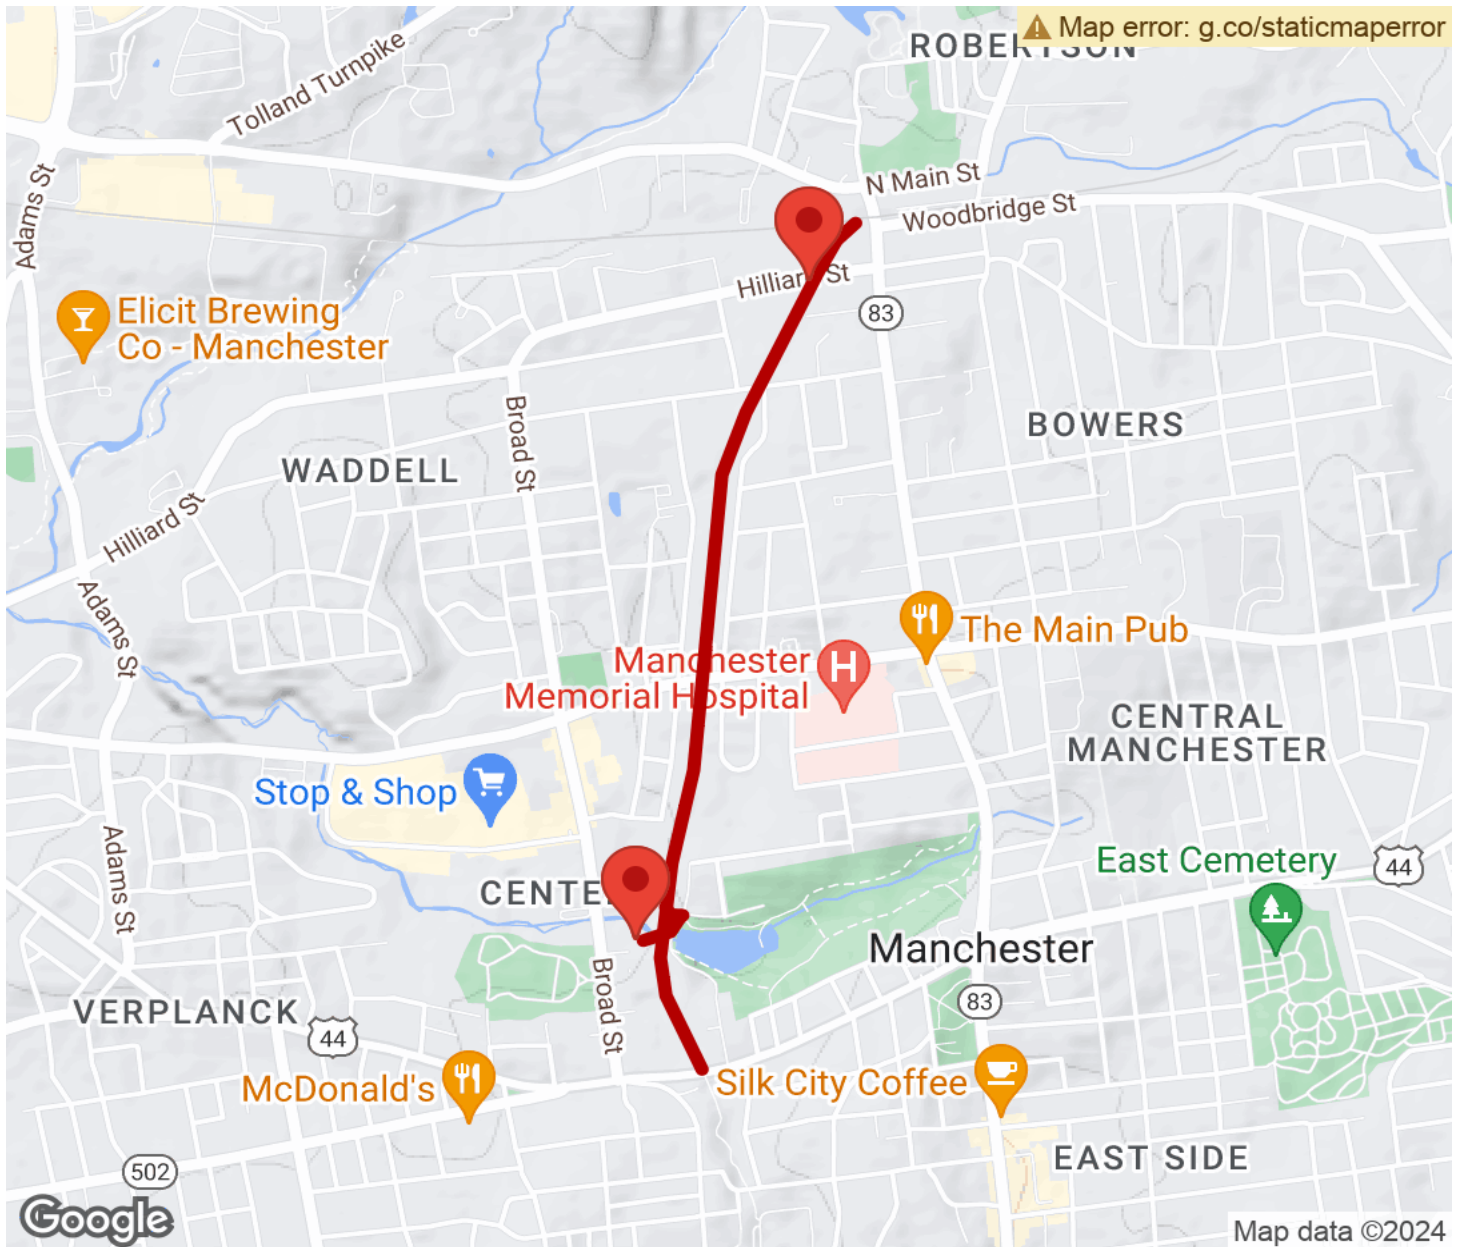 Map error: g.co/staticmaperror
ROBERTSON
Tolland Turnpike
N Main St
Woodbridge St
Adams St
Hilliard St
83
Elicit Brewing
Co - Manchester
Broad St
BOWERS
WADDELL
Hilliard St
Adams St
The Main Pub
Manchester
Memorial Hospital
H
CENTRAL
MANCHESTER
Stop & Shop
Adams St
East Cemetery
44
CENTE
Manchester
Broad St
VERPLANCK
44
83
McDonald's
Silk City Coffee
EAST SIDE
502
Google
Map data ©2024